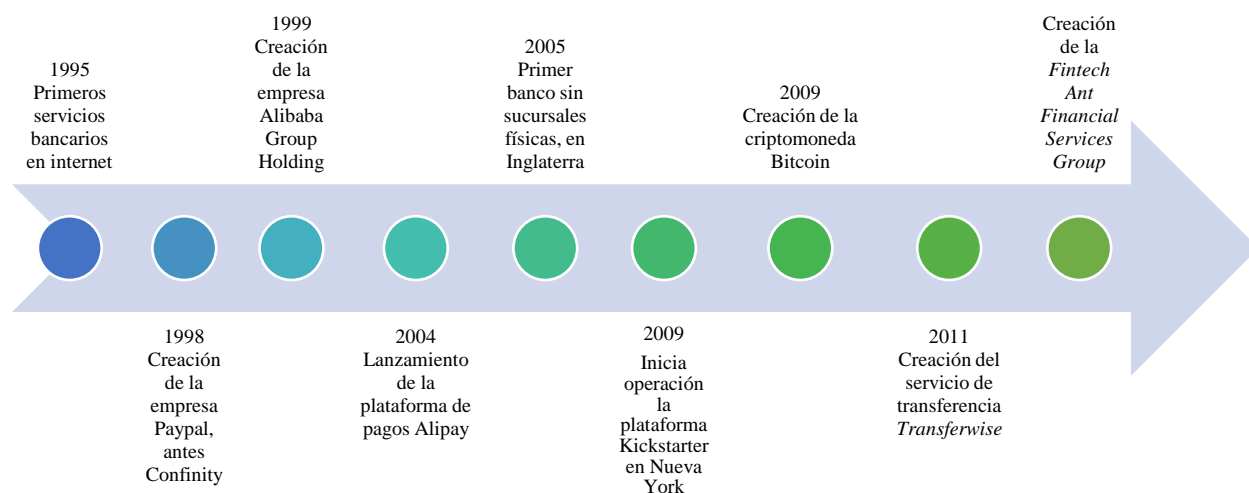 1995
Primeros
servicios
bancarios
en internet
1998
Creación
de la
empresa
Paypal,
antes
Confinity
1999
Creación
de la
empresa
Alibaba
Group
Holding
2004
Lanzamiento
de la
plataforma de
pagos Alipay
2005
Primer
banco sin
sucursales
físicas, en
Inglaterra
2009
Inicia
operación
la
plataforma
Kickstarter
en Nueva
York
2009
Creación de la
criptomoneda
Bitcoin
2011
Creación del
servicio de
transferencia
Transferwise
Creación
de la
Fintech
Ant
Financial
Services
Group